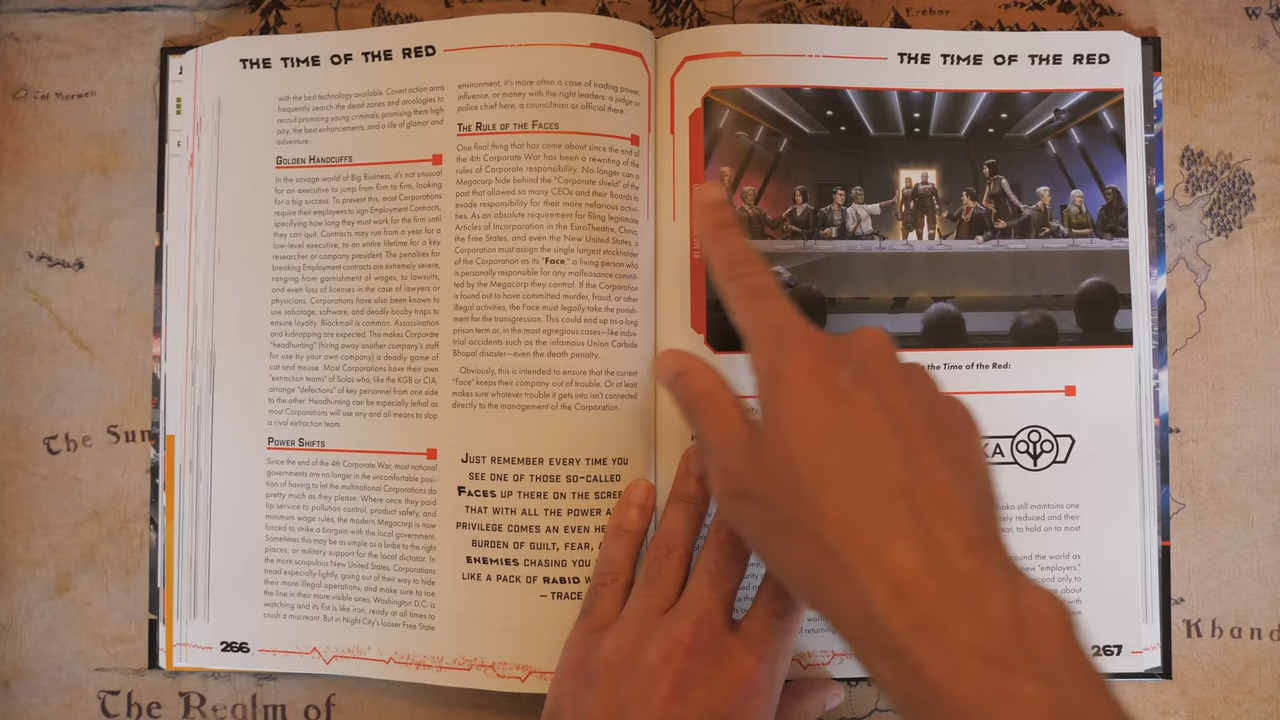 THE TIME OF THE RED
with the best technology available. Covert action arms
frequently search the dead zones and arcologies to
recruit promising young criminals, promising them high
pay, the best enhancements, and a life of glamor and
adventure.
GOLDEN HANDCUFFS
In the savage world of Big Business, it's not unusual
for an executive to jump from firm to firm, looking
for a big success. To prevent this, most Corporations
require their employees to sign Employment Contracts,
specifying how long they must work for the firm until
they can quit. Contracts may run from a year for a
low-level executive, to an entire lifetime for a key
researcher or company president. The penalties for
breaking Employment contracts are extremely severe,
ranging from garnishment of wages, to lawsuits,
and even loss of licenses in the case of lawyers or
physicians. Corporations have also been known to
use sabotage, software, and deadly booby traps to
ensure loyalty. Blackmail is common. Assassination
and kidnapping are expected. This makes Corporate
"headhunting" (hiring away another company's staff
for use by your own company) a deadly game of
cat and mouse. Most Corporations have their own
"extraction teams" of Solos who, like the KGB or CIA,
arrange "defections" of key personnel from one side
to the other. Headhunting can be especially lethal as
most Corporations will use any and all means to stop
a rival extraction team.
POWER SHIFTS
Since the end of the 4th Corporate War, most national
governments are no longer in the uncomfortable posi-
tion of having to let the multinational Corporations do
pretty much as they please. Where once they paid
lip service to pollution control, product safety, and
minimum wage rules, the modern Megacorp is now
forced to strike a bargain with the local government.
Sometimes this may be as simple as a bribe to the right
places, or military support for the local dictator. In
the more scrupulous New United States, Corporations
tread especially lightly, going out of their way to hide
their more illegal operations, and make sure to toe
the line in their more visible ones; Washington D.C. is
watching and its fist is like iron, ready at all times to
crush a miscreant. But in Night City's looser Free State
environment, it's more often a case of trading power,
influence, or money with the right leaders: a judge or
police chief here, a councilman or official there.
THE RULE OF THE FACES
One final thing that has come about since the end of
the 4th Corporate War has been a rewriting of the
rules of Corporate responsibility. No longer can a
Megacorp hide behind the "Corporate shield" of the
past that allowed so many CEOs and their Boards to
evade responsibility for their more nefarious activi-
ties. As an absolute requirement for filing legitimate
Articles of Incorporation in the EuroTheatre, China,
the Free States, and even the New United States, a
Corporation must assign the single largest stockholder
of the Corporation as its "Face," a living person who
is personally responsible for any malfeasance commit-
ted by the Megacorp they control. If the Corporation
is found out to have committed murder, fraud, or other
illegal activities, the Face must legally take the punish-
ment for the transgression. This could end up as a long
prison term or, in the most egregious cases—like indus-
trial accidents such as the infamous Union Carbide
Bhopal disaster—even the death penalty.
Obviously, this is intended to ensure that the current
"Face" keeps their company out of trouble. Or at least
makes sure whatever trouble it gets into isn't connected
directly to the management of the Corporation.
JUST REMEMBER EVERY TIME YOU
SEE ONE OF THOSE SO-CALLED
FACES UP THERE ON THE SCREE
THAT WITH ALL THE POWER A
PRIVILEGE COMES AN EVEN HE
BURDEN OF GUILT, FEAR, A
ENEMIES CHASING YOU
LIKE A PACK OF RABID W
— TRACE
266
THE TIME OF THE RED
the Time of the Red:
KA
still maintains one
reduced and their
to hold on to most
around the world as
new "employers."
second only to
about
with
returning
267
Col Morwen
The Sun
The Realm of
Khand